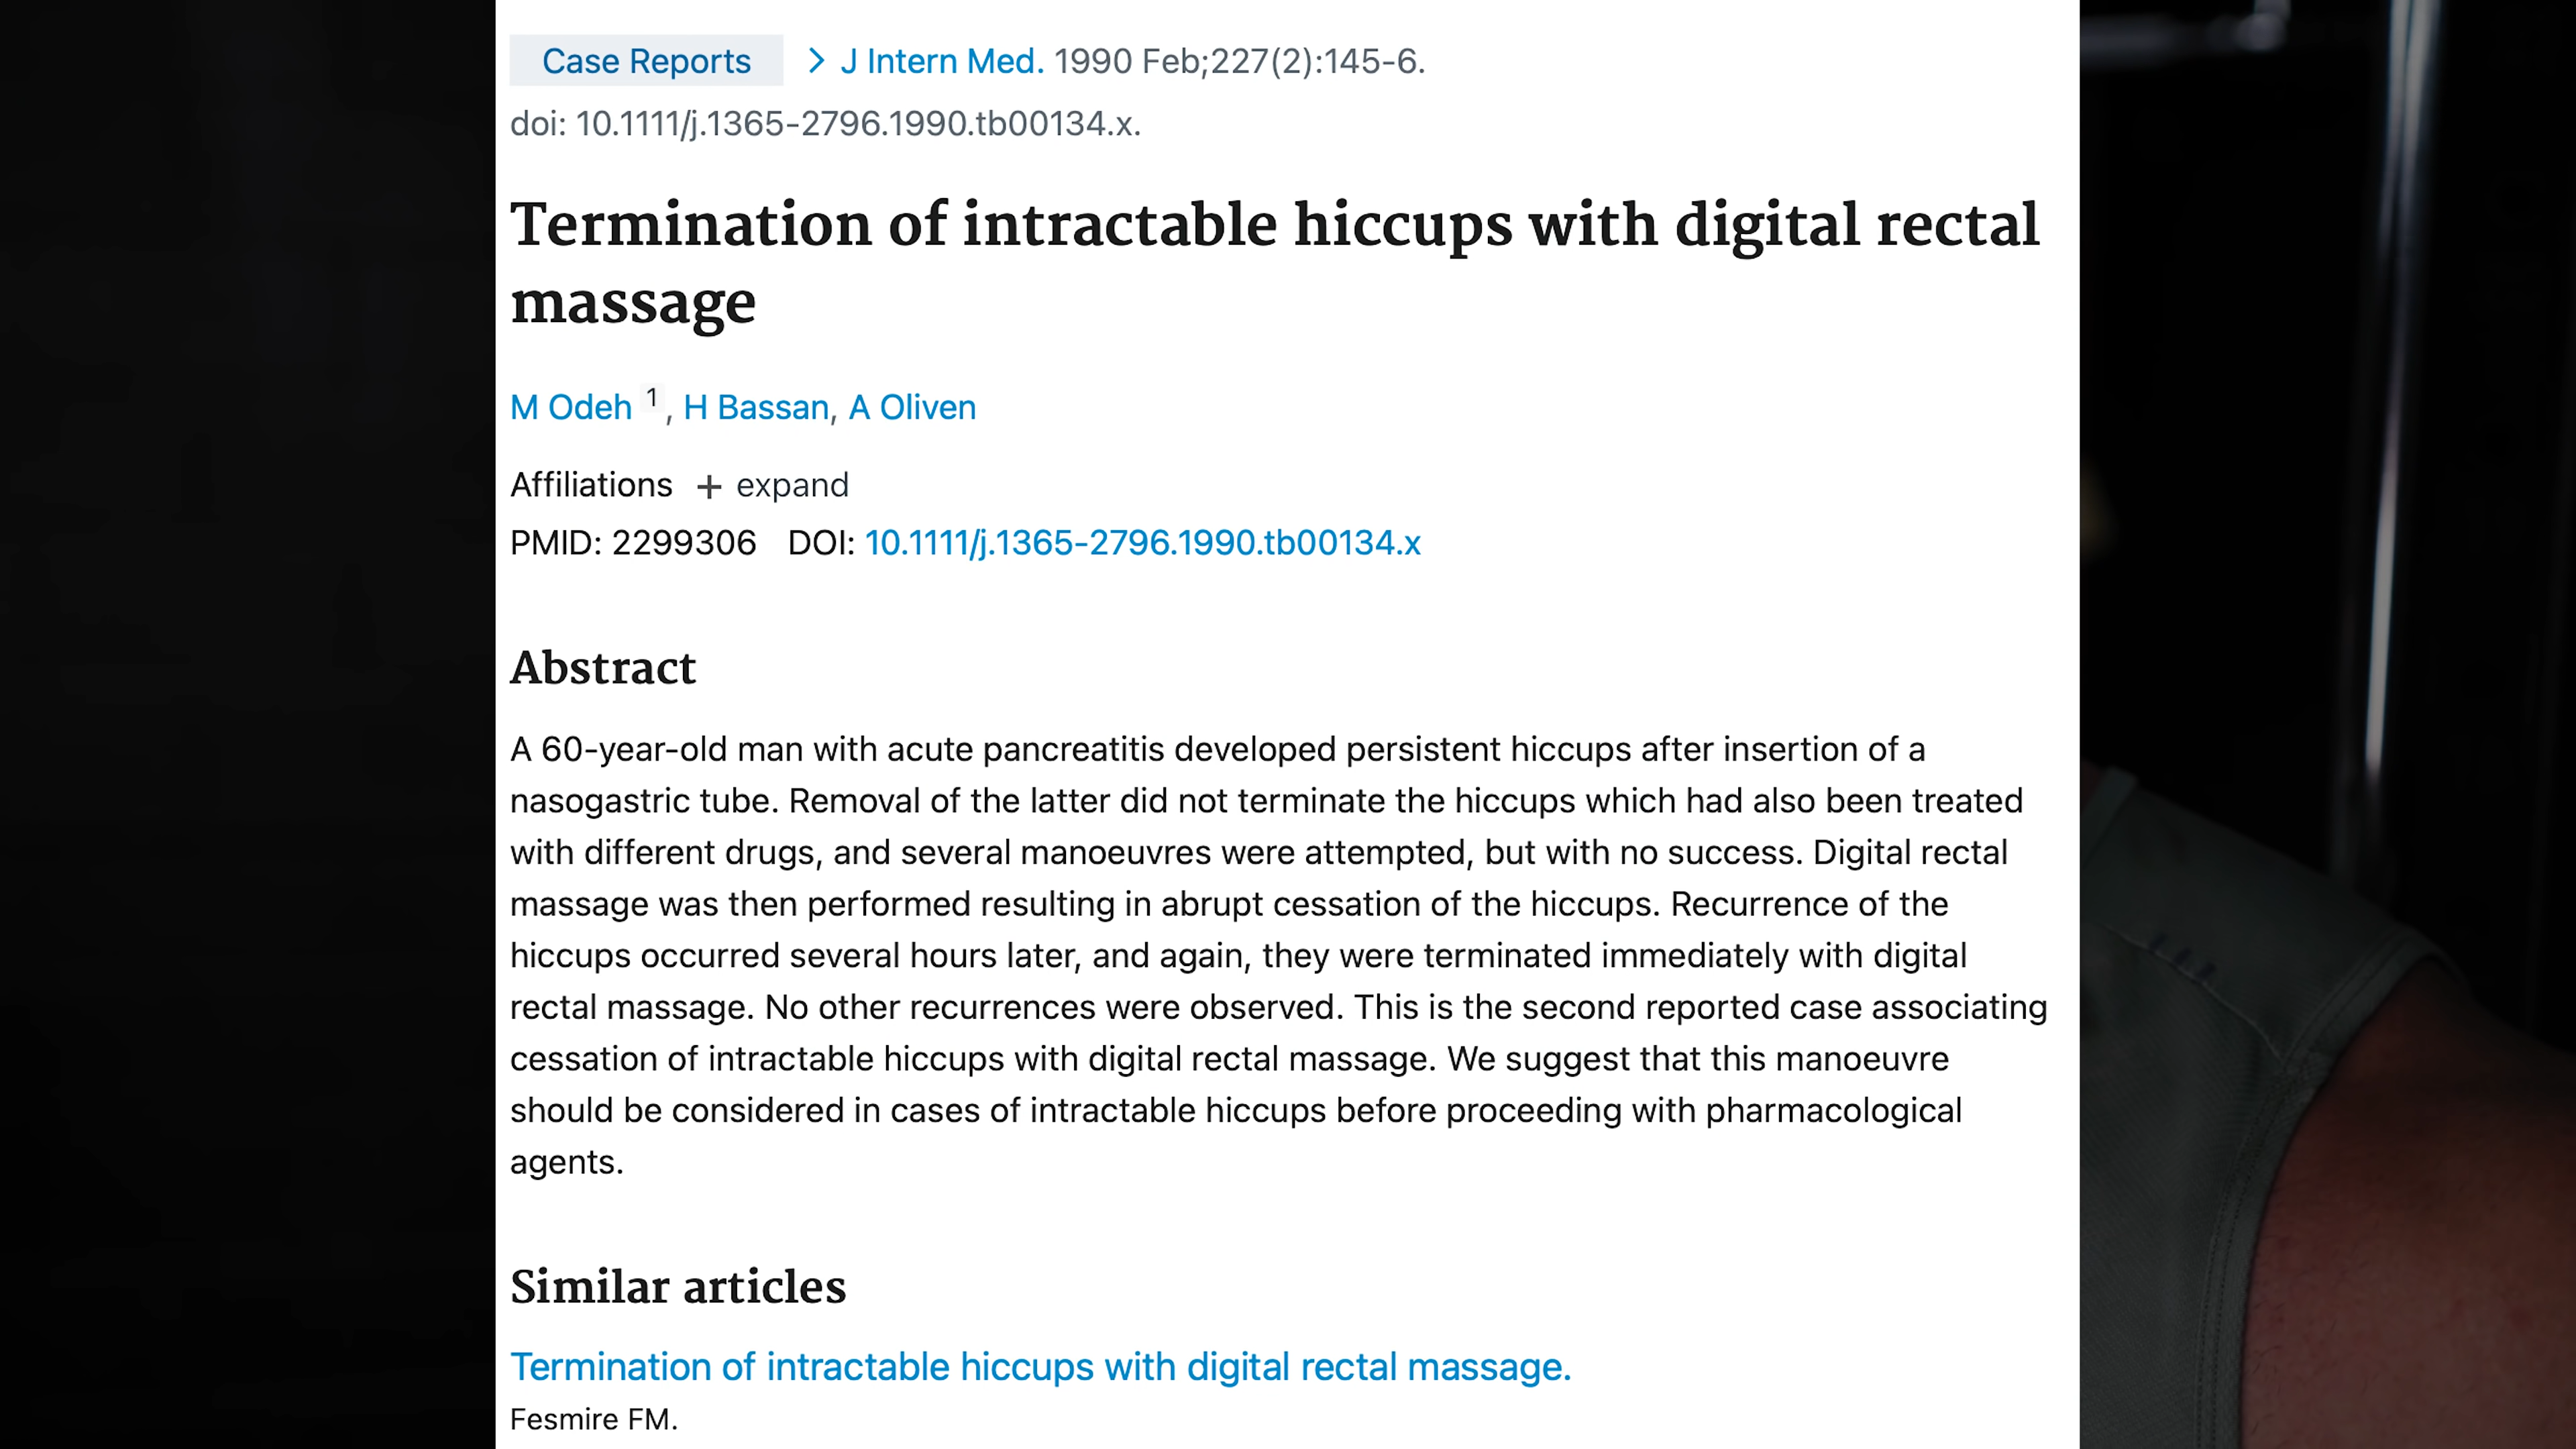 Case Reports > J Intern Med. 1990 Feb;227(2):145-6.
doi: 10.1111/j.1365-2796.1990.tb00134.x.
Termination of intractable hiccups with digital rectal
massage
M Odeh 1, H Bassan, A Oliven
Affiliations + expand
PMID: 2299306 DOI: 10.1111/j.1365-2796.1990.tb00134.x
Abstract
A 60-year-old man with acute pancreatitis developed persistent hiccups after insertion of a
nasogastric tube. Removal of the latter did not terminate the hiccups which had also been treated
with different drugs, and several manoeuvres were attempted, but with no success. Digital rectal
massage was then performed resulting in abrupt cessation of the hiccups. Recurrence of the
hiccups occurred several hours later, and again, they were terminated immediately with digital
rectal massage. No other recurrences were observed. This is the second reported case associating
cessation of intractable hiccups with digital rectal massage. We suggest that this manoeuvre
should be considered in cases of intractable hiccups before proceeding with pharmacological
agents.
Similar articles
Termination of intractable hiccups with digital rectal massage.
Fesmire FM.